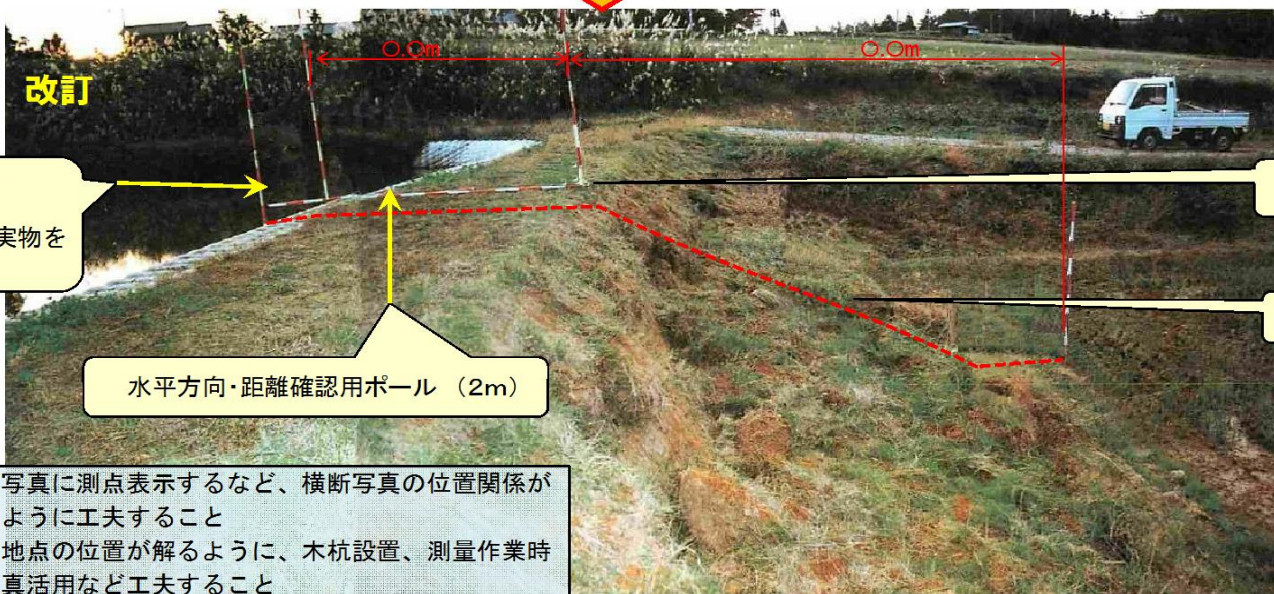 〇.〇m
〇.〇m
改訂
実物を
水平方向・距離確認用ポール （2m）
写真に測点表示するなど、横断写真の位置関係が
ように工夫すること
地点の位置が解るように、木杭設置、測量作業時
真活用など工夫すること